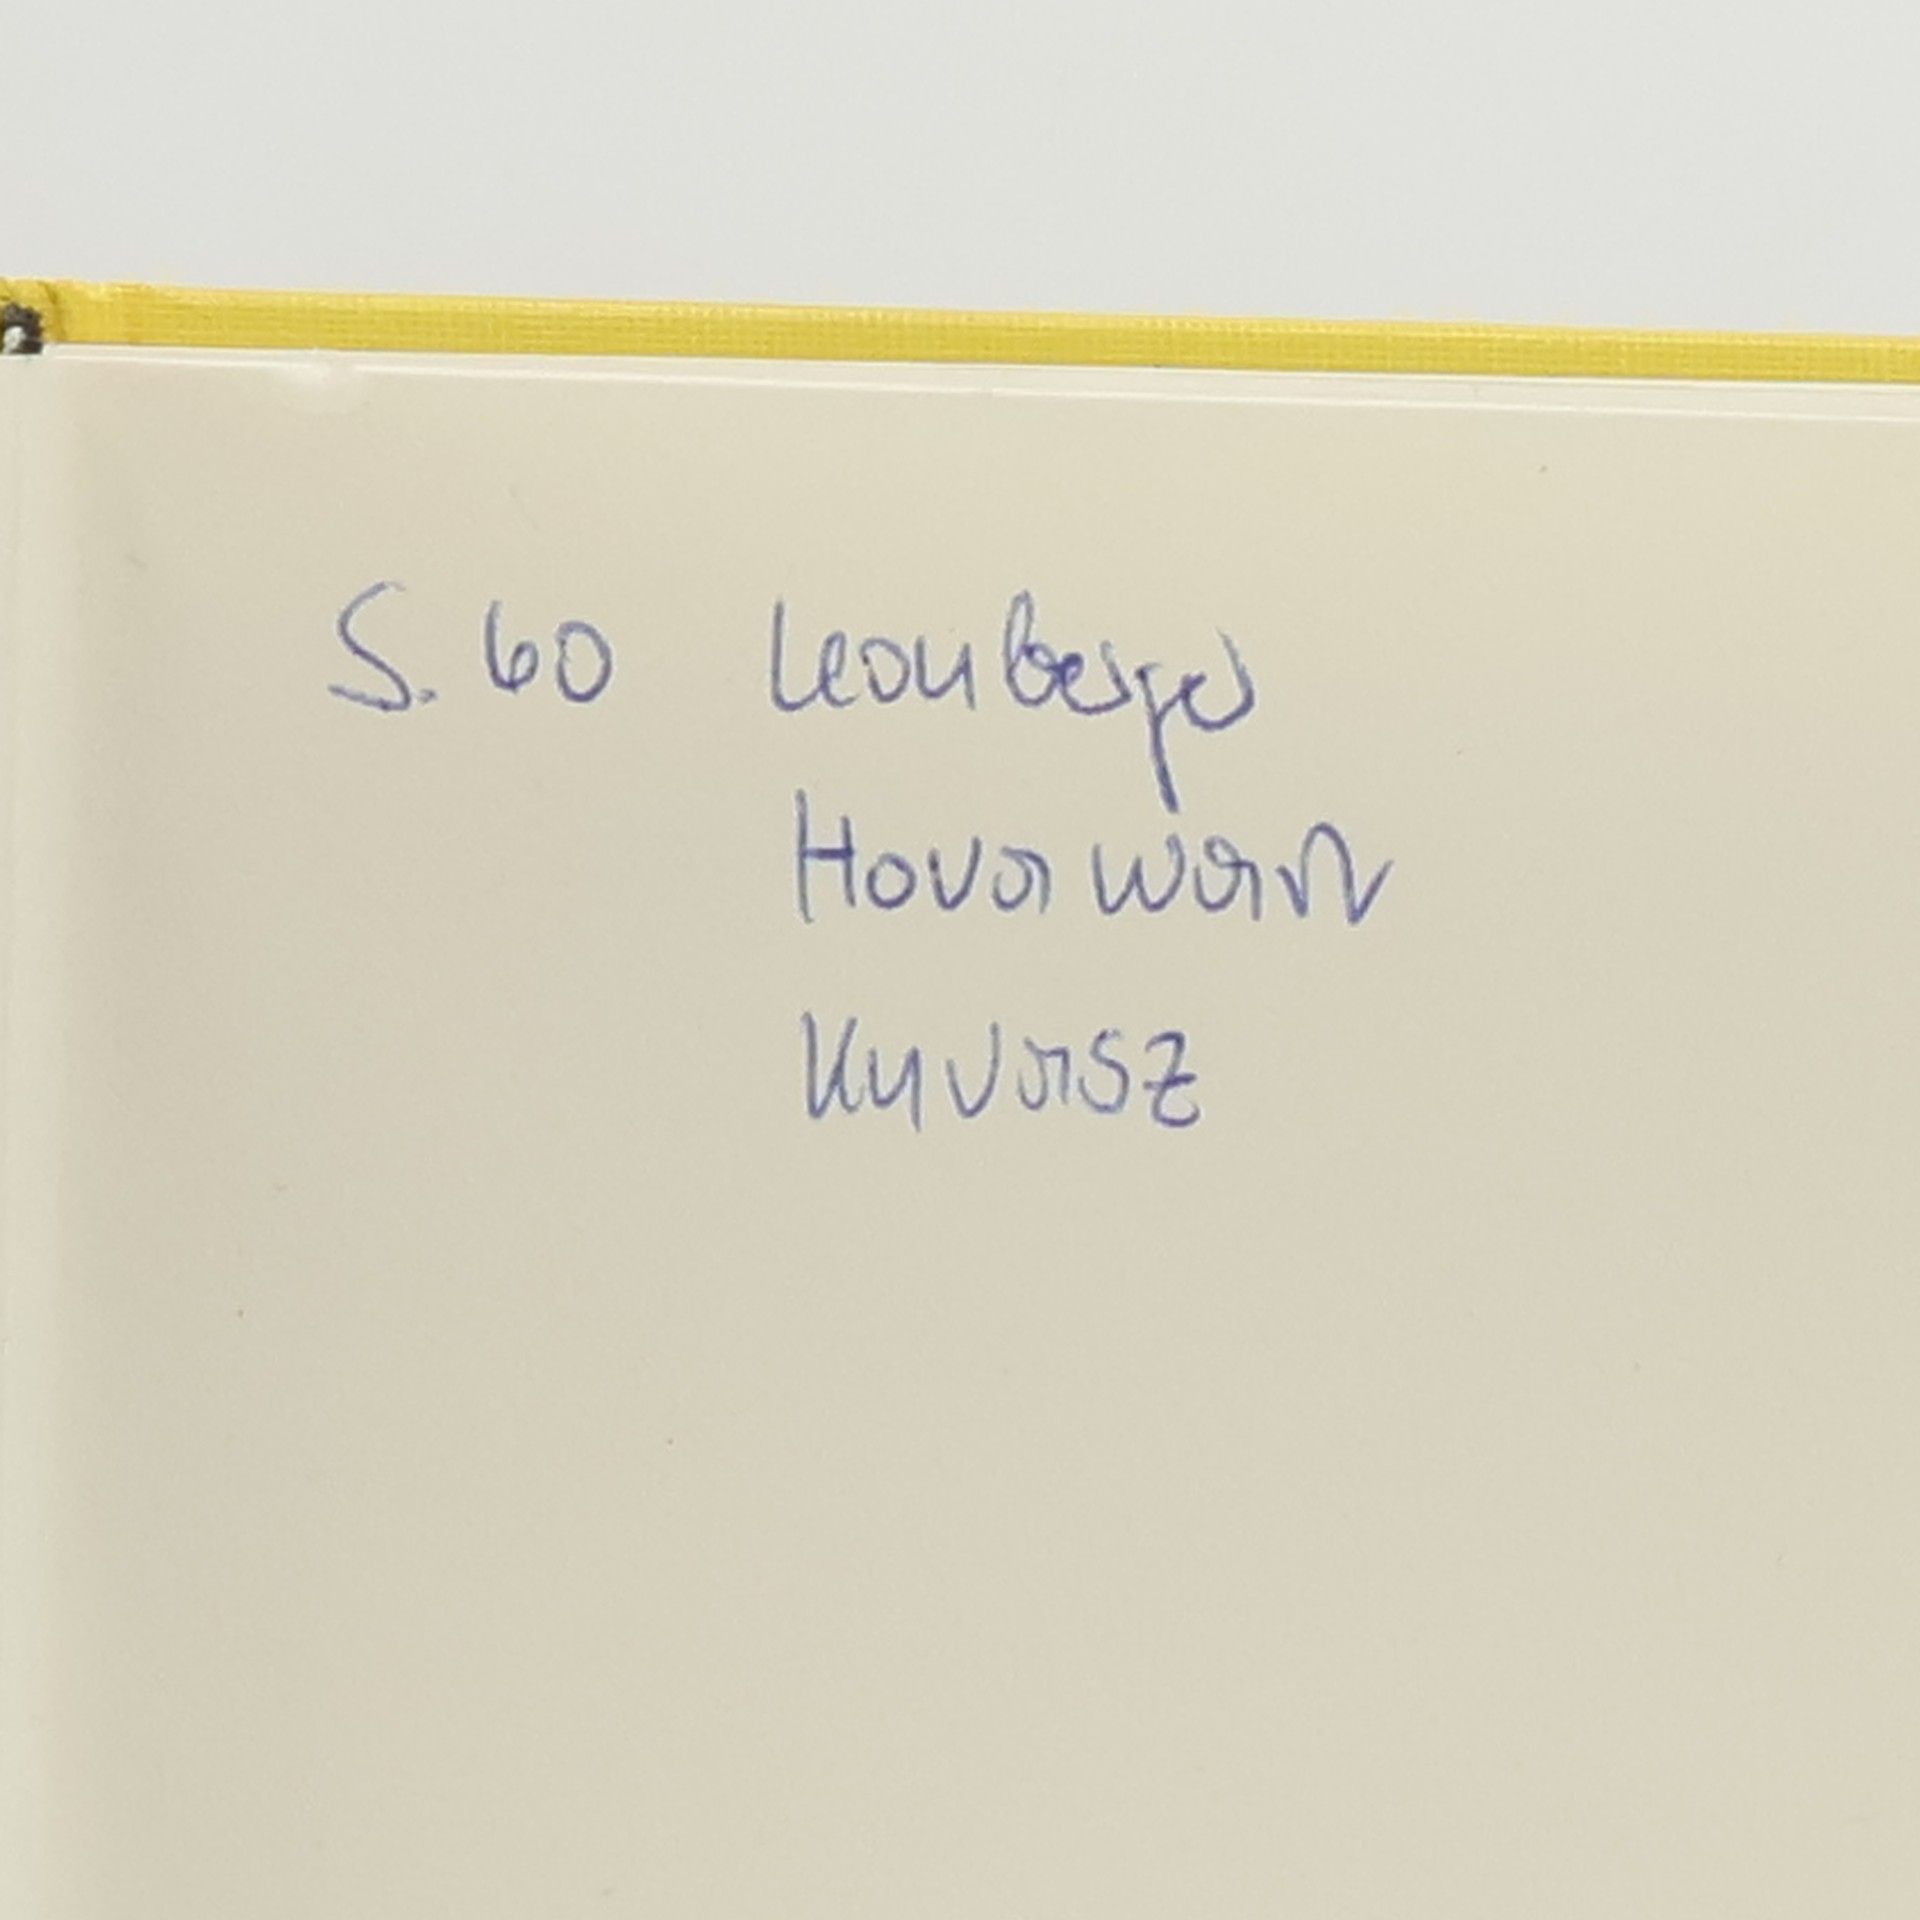 S. 60 Leonberger
Hovawart
Kuvasz